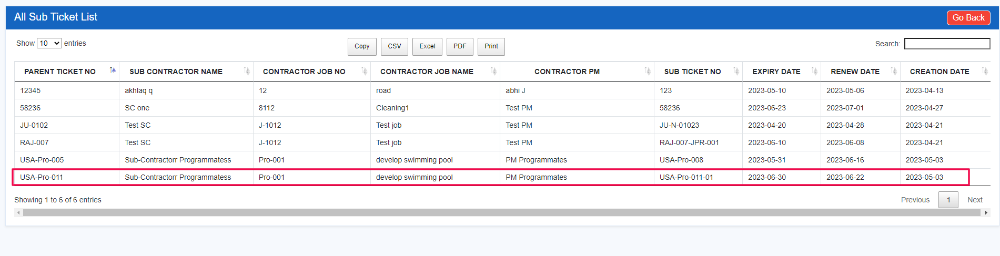 All Sub Ticket List Go Back
Show 10 entries Copy CSV Excel PDF Print Search:
PARENT TICKET NO SUB CONTRACTOR NAME CONTRACTOR JOB NO CONTRACTOR JOB NAME CONTRACTOR PM SUB TICKET NO EXPIRY DATE RENEW DATE CREATION DATE
12345 akhlaq q 12 road abhi J 123 2023-05-10 2023-05-06 2023-04-13
58236 SC one 8112 Cleaning1 Test PM 58236 2023-06-23 2023-07-01 2023-04-27
JU-0102 Test SC J-1012 Test job Test PM JU-N-01023 2023-04-20 2023-04-28 2023-04-21
RAJ-007 Test SC J-1012 Test job Test PM RAJ-007-JPR-001 2023-06-10 2023-06-08 2023-04-21
USA-Pro-005 Sub-Contractorr Programmatess Pro-001 develop swimming pool PM Programmates USA-Pro-008 2023-05-31 2023-06-16 2023-05-03
USA-Pro-011 Sub-Contractorr Programmatess Pro-001 develop swimming pool PM Programmates USA-Pro-011-01 2023-06-30 2023-06-22 2023-05-03
Showing 1 to 6 of 6 entries Previous 1 Next